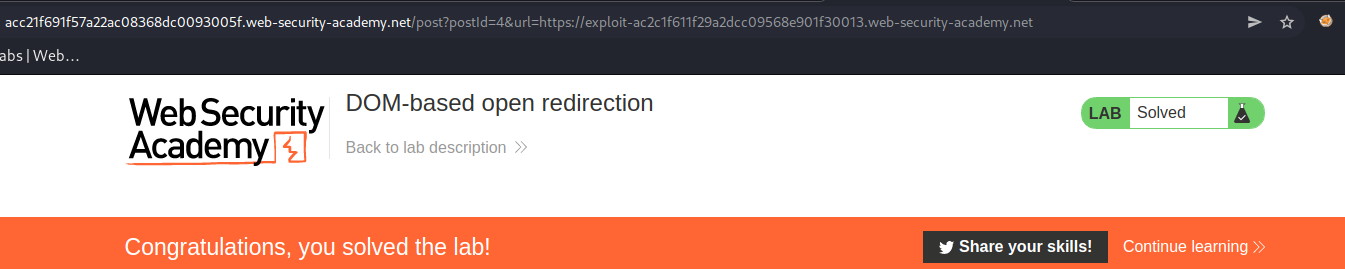 acc21f691f57a22ac08368dc0093005f.web-security-academy.net/post?postId=4&url=https://exploit-ac2c1f611f29a2dcc09568e901f30013.web-security-academy.net
abs | Web…
Web Security
Academy
DOM-based open redirection
Back to lab description
LAB Solved
Congratulations, you solved the lab!
Share your skills!
Continue learning